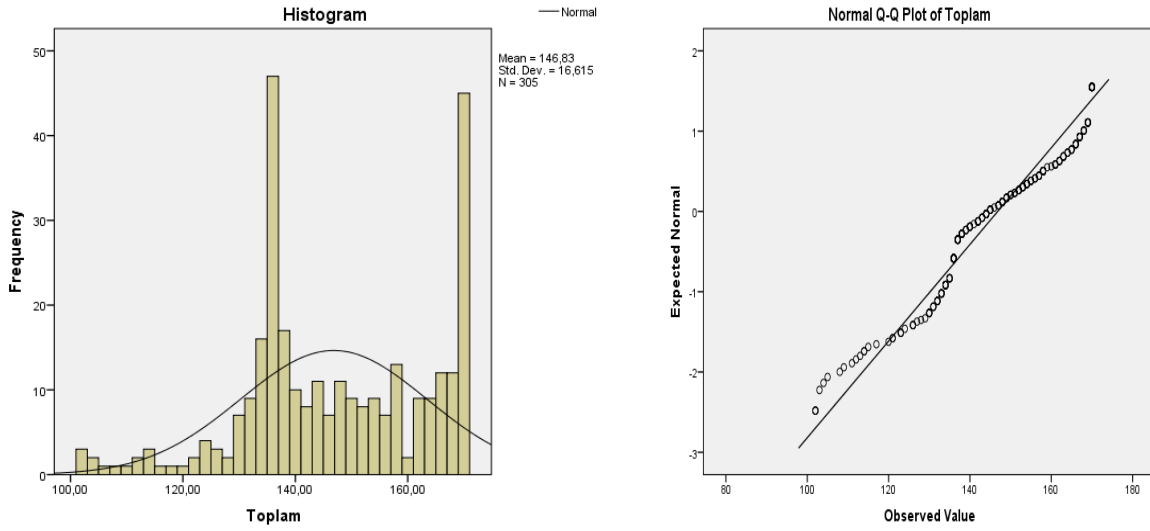 Histogram
Normal
Mean = 146,83
Std. Dev. = 16,615
N = 305
50
40
30
20
10
0
Frequency
100,00 120,00 140,00 160,00
Toplam
Normal Q-Q Plot of Toplam
2
1
0
-1
-2
-3
Expected Normal
80 100 120 140 160 180
Observed Value